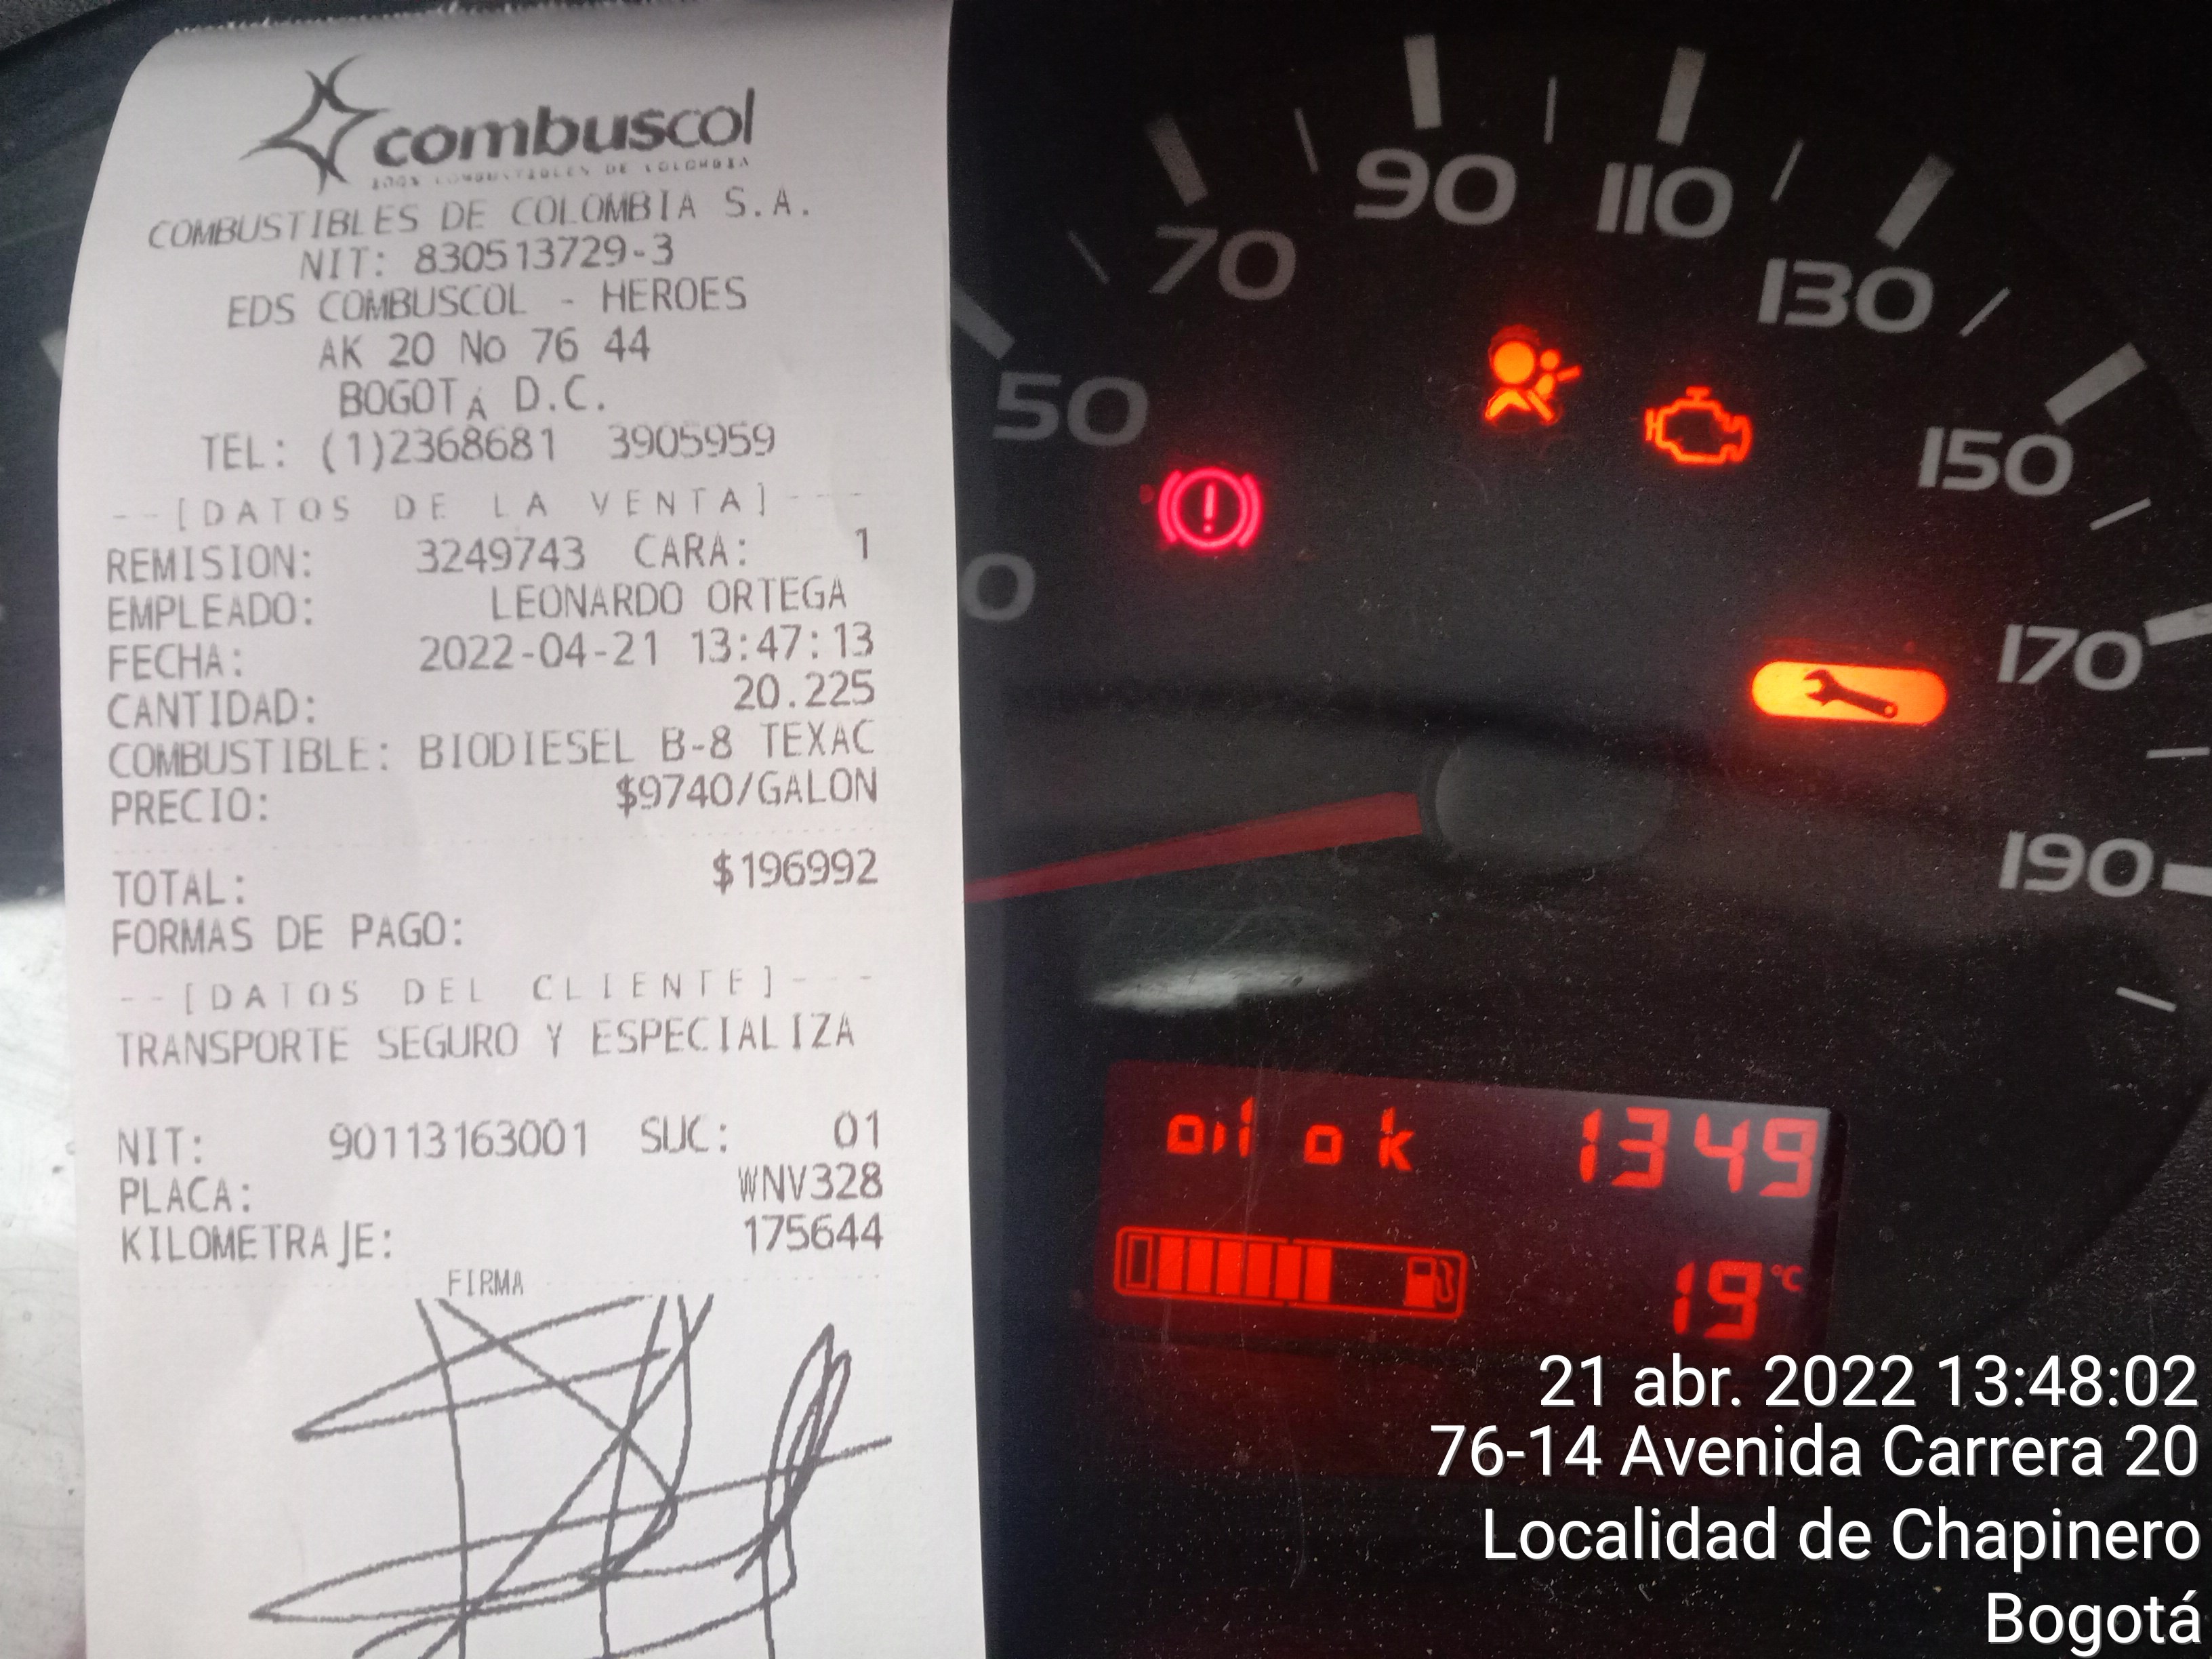 combuscol
100% COMBUSTIBLES DE COLOMBIA
COMBUSTIBLES DE COLOMBIA S.A.
NIT: 830513729-3
EDS COMBUSCOL - HEROES
AK 20 No 76 44
BOGOTÁ D.C.
TEL: (1)2368681 3905959
--[DATOS DE LA VENTA]---
REMISION: 3249743 CARA: 1
EMPLEADO: LEONARDO ORTEGA
FECHA: 2022-04-21 13:47:13
CANTIDAD: 20.225
COMBUSTIBLE: BIODIESEL B-8 TEXAC
PRECIO: $9740/GALON
TOTAL: $196992
FORMAS DE PAGO:
--[DATOS DEL CLIENTE]---
TRANSPORTE SEGURO Y ESPECIALIZA
NIT: 90113163001 SUC: 01
PLACA: WNV328
KILOMETRAJE: 175644
FIRMA
0
50
70
90
110
130
150
170
190
oil ok 1349
19°C
21 abr. 2022 13:48:02
76-14 Avenida Carrera 20
Localidad de Chapinero
Bogotá